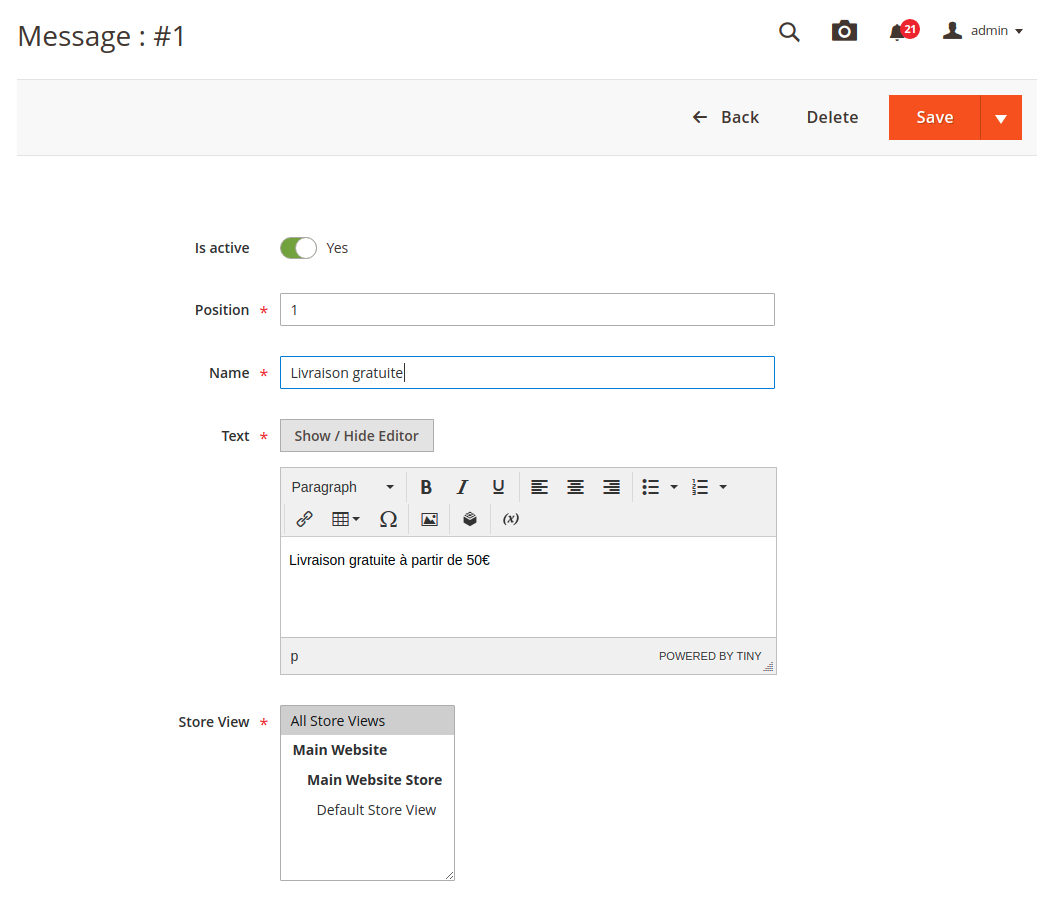 Message : #1
21
admin
Back
Delete
Save
Is active
Yes
Position *
1
Name *
Livraison gratuite
Text *
Show / Hide Editor
Paragraph
B I U
Ω
(x)
Livraison gratuite à partir de 50€
p
POWERED BY TINY
Store View *
All Store Views
Main Website
Main Website Store
Default Store View